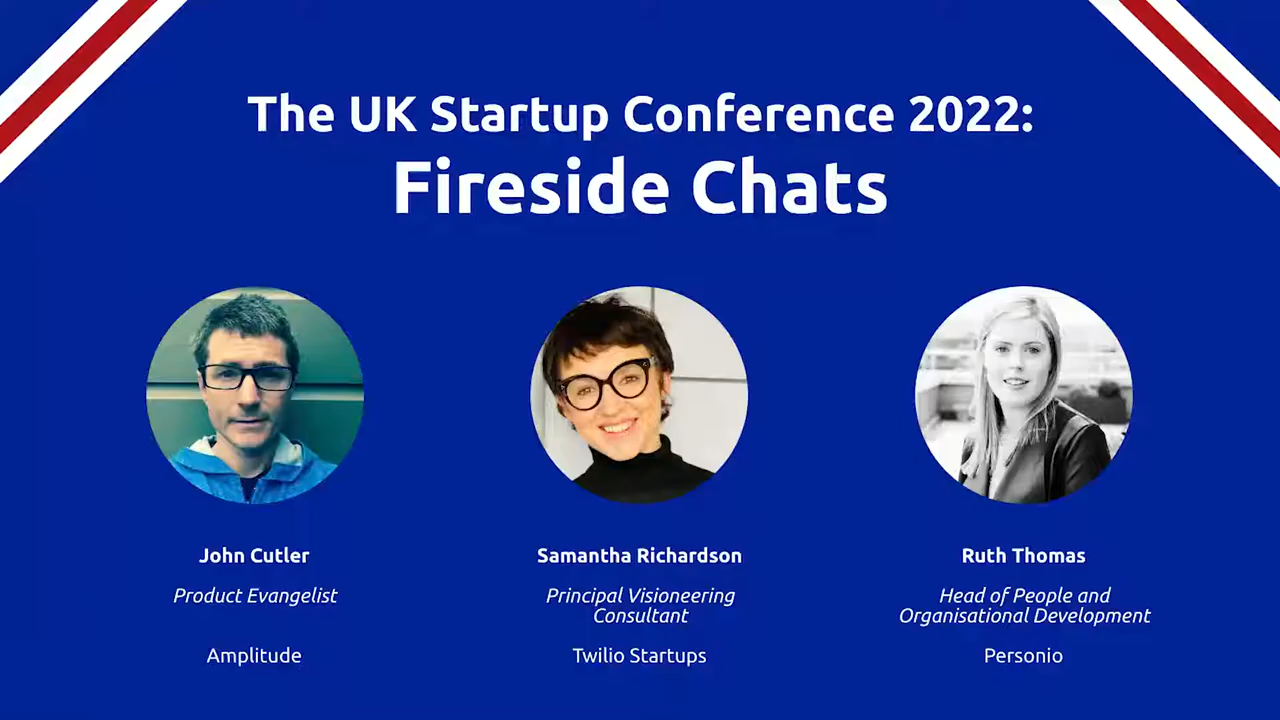 The UK Startup Conference 2022:
Fireside Chats
John Cutler
Product Evangelist
Amplitude
Samantha Richardson
Principal Visioneering
Consultant
Twilio Startups
Ruth Thomas
Head of People and
Organisational Development
Personio